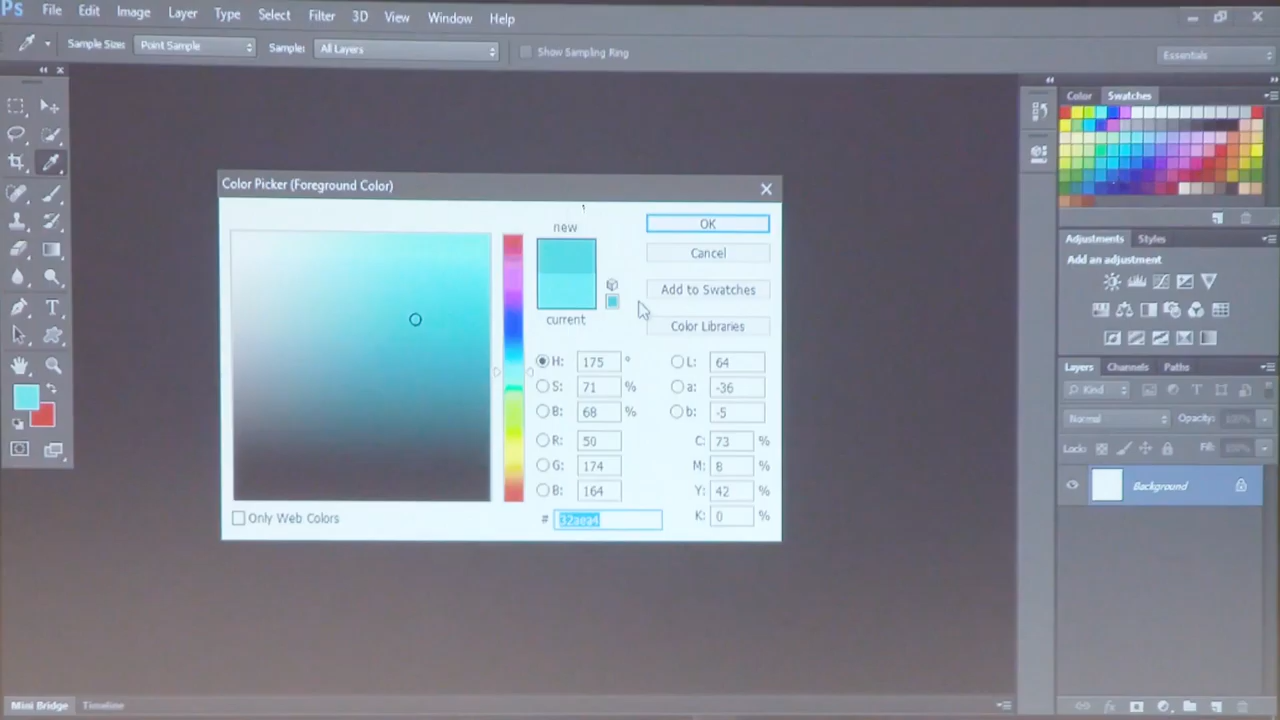 Ps File Edit Image Layer Type Select Filter 3D View Window Help
Sample Size: Point Sample Sample: All Layers Show Sampling Ring Essentials
Color Swatches
Color Picker (Foreground Color)
new
current
OK
Cancel
Add to Swatches
Color Libraries
H: 175 °
S: 71 %
B: 68 %
R: 50
G: 174
B: 164
# 32aea4
L: 64
a: -36
b: -5
C: 73 %
M: 8 %
Y: 42 %
K: 0 %
Only Web Colors
Adjustments Styles
Add an adjustment
Layers Channels Paths
Kind
Normal Opacity: 100%
Lock: Fill: 100%
Background
Mini Bridge Timeline